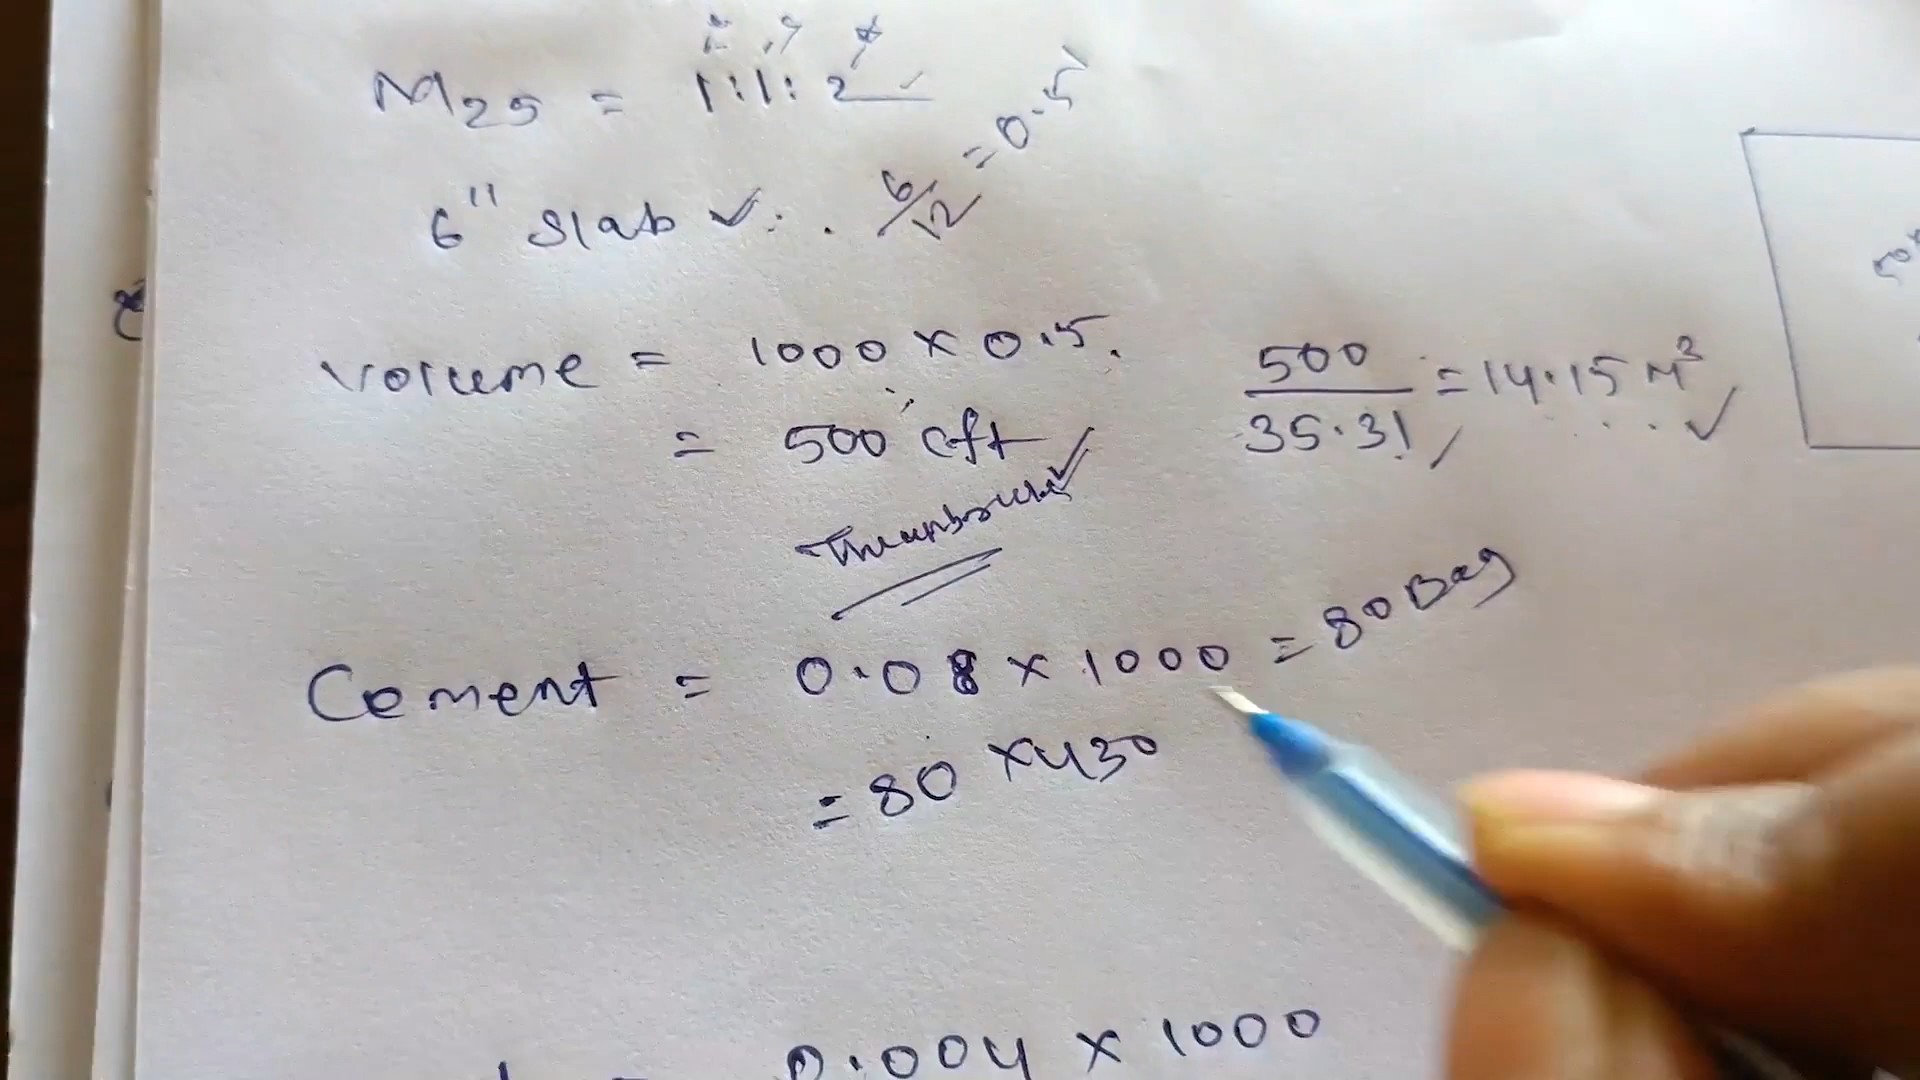 M25 = 1:1:2
6" Slab 6/12 = 0.5
Volume = 1000 x 0.5.
= 500 cft
500/35.31 = 14.15 M³
Thumbrule
Cement = 0.08 x 1000 = 80 Bag
= 80 x 430
0.004 x 1000